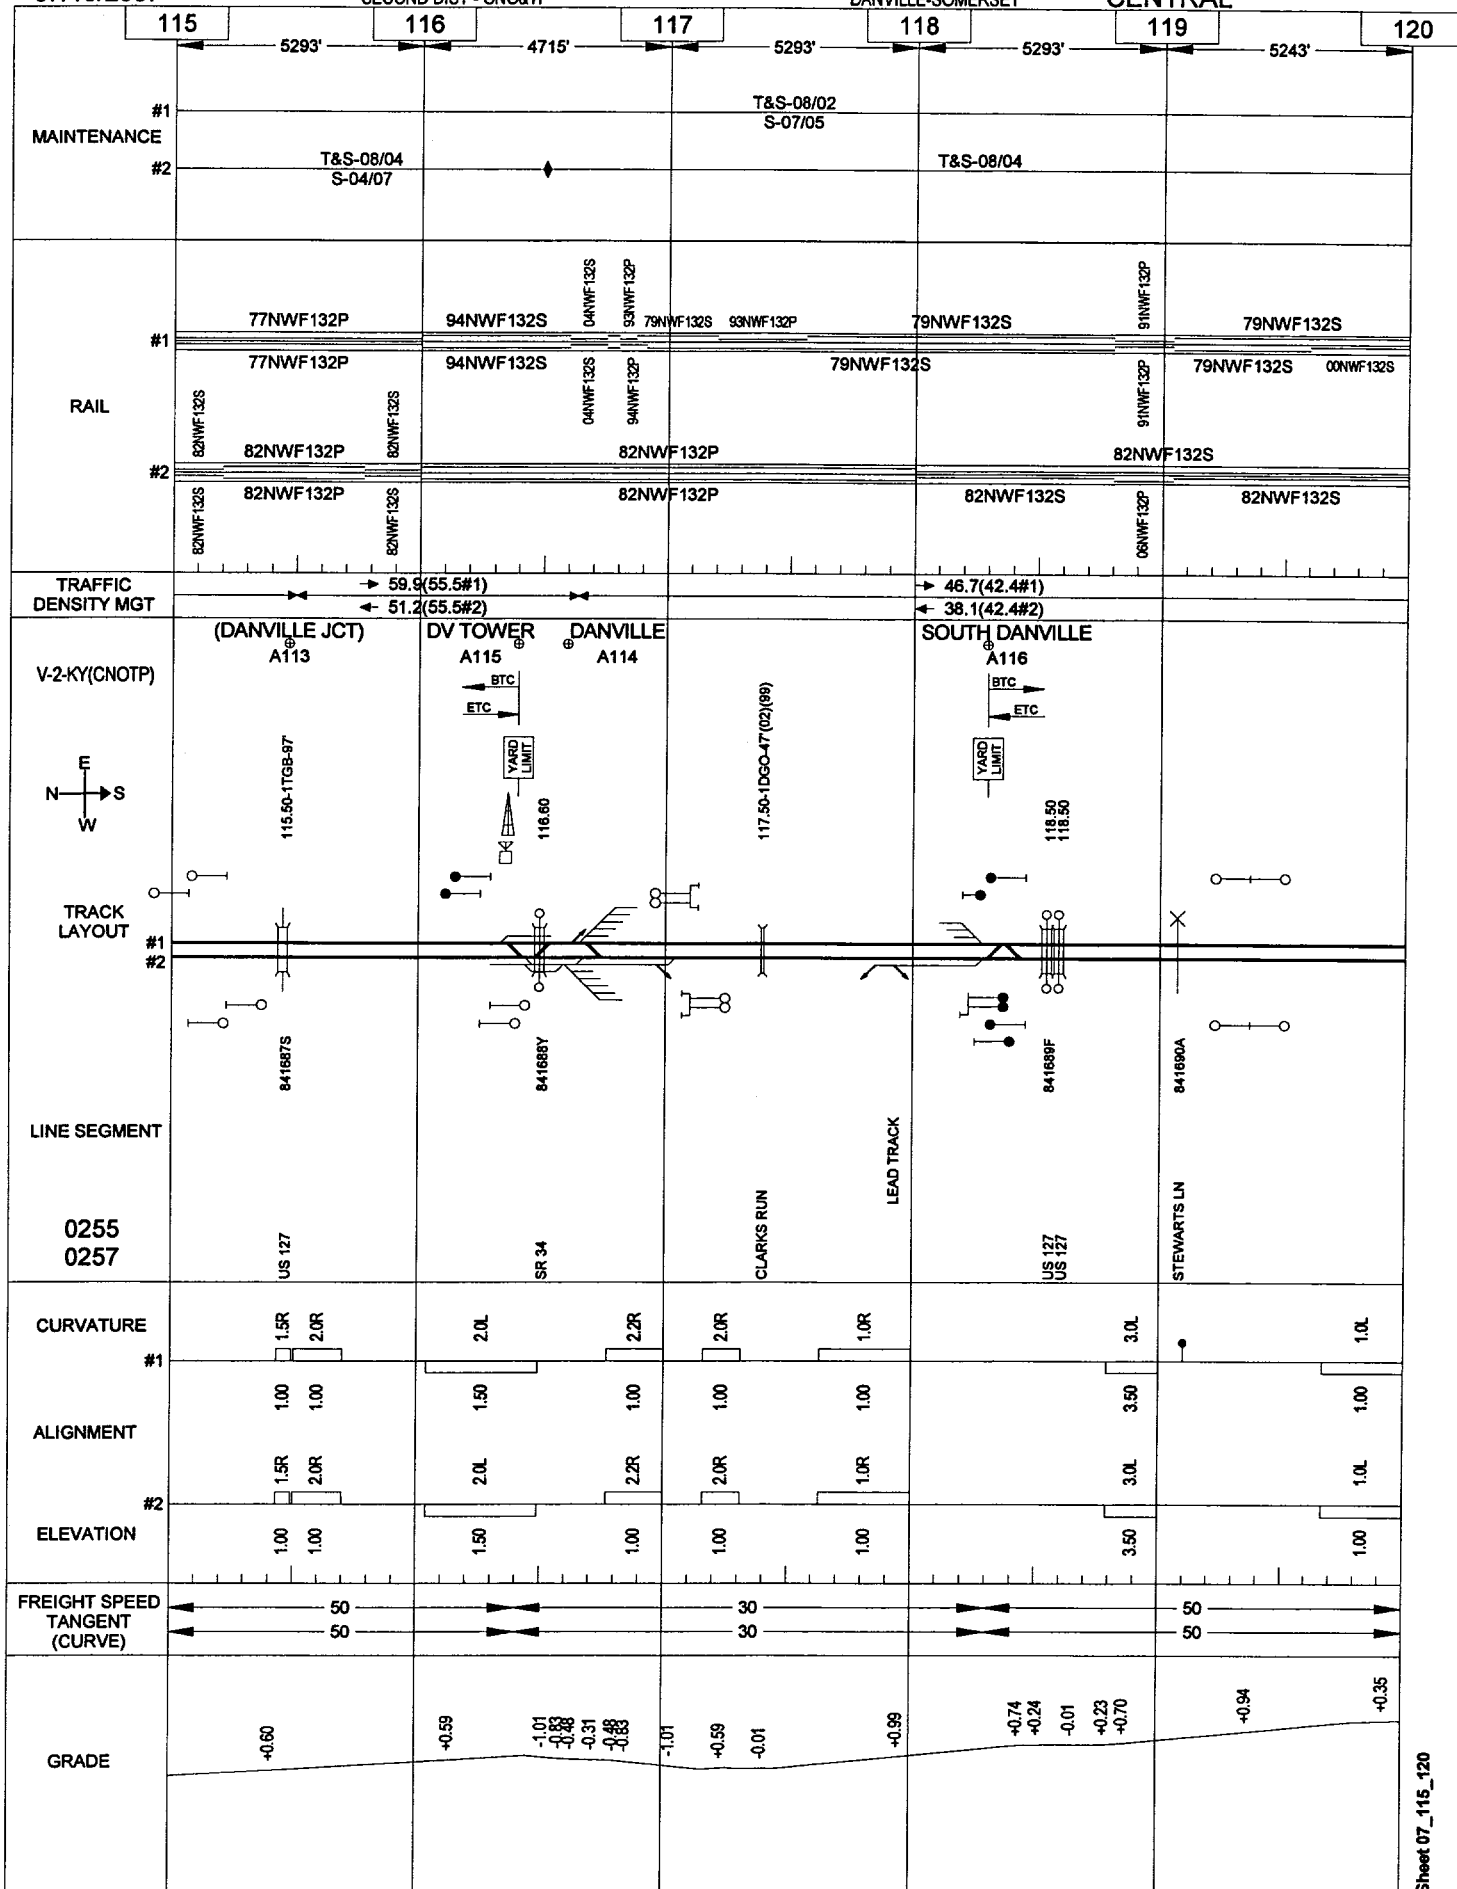 115 116 117 118 119 120
5293' 4715' 5293' 5293' 5243'
MAINTENANCE
#1
T&S-08/02
S-07/05
#2
T&S-08/04
S-04/07
T&S-08/04
RAIL
#1
77NWF132P 94NWF132S 04NWF132S 93NWF132P 79NWF132S 93NWF132P 79NWF132S 91NWF132P 79NWF132S
77NWF132P 94NWF132S 04NWF132S 94NWF132P 79NWF132S 91NWF132P 79NWF132S 00NWF132S
#2
82NWF132S 82NWF132P 82NWF132S 82NWF132P 82NWF132S
82NWF132S 82NWF132P 82NWF132S 82NWF132P 82NWF132S 06NWF132P 82NWF132S
TRAFFIC
DENSITY MGT
59.9(55.5#1) 46.7(42.4#1)
51.2(55.5#2) 38.1(42.4#2)
V-2-KY(CNOTP)
(DANVILLE JCT) DV TOWER DANVILLE SOUTH DANVILLE
A113 A115 A114 A116
BTC BTC
ETC ETC
YARD
LIMIT
YARD
LIMIT
E
N S
W
115.50-1TGB-97'
116.60
117.50-1DGO-47'(02)(99)
118.50
118.50
TRACK
LAYOUT
#1
#2
841687S 841688Y 841689F 841690A
LINE SEGMENT
0255
0257
US 127
SR 34
CLARKS RUN
LEAD TRACK
US 127
US 127
STEWARTS LN
CURVATURE
#1
1.5R 2.0R 2.0L 2.2R 2.0R 1.0R 3.0L 1.0L
1.00 1.00 1.50 1.00 1.00 1.00 3.50 1.00
ALIGNMENT
#2
1.5R 2.0R 2.0L 2.2R 2.0R 1.0R 3.0L 1.0L
ELEVATION
1.00 1.00 1.50 1.00 1.00 1.00 3.50 1.00
FREIGHT SPEED
TANGENT
(CURVE)
50 30 50
50 30 50
GRADE
+0.60 +0.59 -1.01 -0.83 -0.48 -0.31 -0.48 -0.83 -1.01 +0.59 -0.01 +0.99 +0.74 +0.24 -0.01 +0.23 +0.70 +0.94 +0.35
Sheet 07_115_120